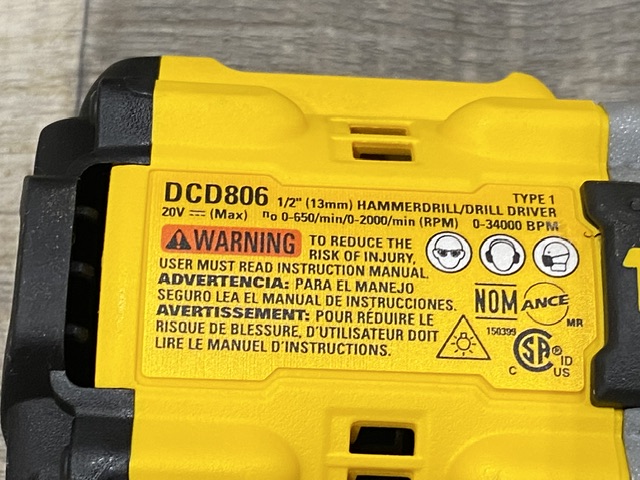 DCD806 1/2" (13mm) HAMMERDRILL/DRILL DRIVER TYPE 1
20V ⎓ (Max) n₀ 0-650/min/0-2000/min (RPM) 0-34000 BPM
WARNING TO REDUCE THE
RISK OF INJURY,
USER MUST READ INSTRUCTION MANUAL.
ADVERTENCIA: PARA EL MANEJO
SEGURO LEA EL MANUAL DE INSTRUCCIONES.
AVERTISSEMENT: POUR RÉDUIRE LE
RISQUE DE BLESSURE, D'UTILISATEUR DOIT
LIRE LE MANUEL D'INSTRUCTIONS.
NOM ANCE
150399 MR
C SA ® ID
C US